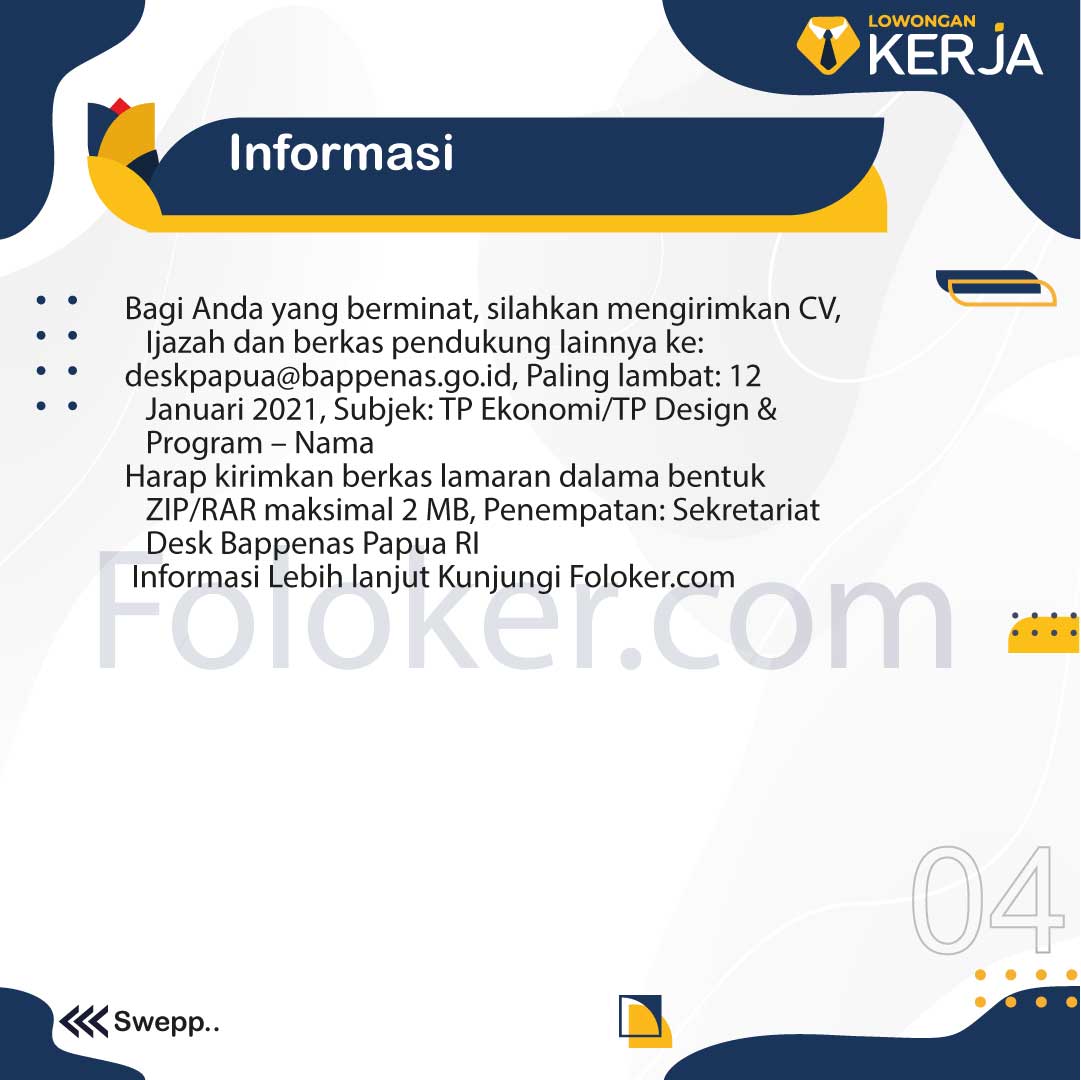 LOWONGAN
KERJA
Informasi
Bagi Anda yang berminat, silahkan mengirimkan CV,
Ijazah dan berkas pendukung lainnya ke:
deskpapua@bappenas.go.id, Paling lambat: 12
Januari 2021, Subjek: TP Ekonomi/TP Design &
Program – Nama
Harap kirimkan berkas lamaran dalama bentuk
ZIP/RAR maksimal 2 MB, Penempatan: Sekretariat
Desk Bappenas Papua RI
Informasi Lebih lanjut Kunjungi Foloker.com
Foloker.com
04
Swepp..